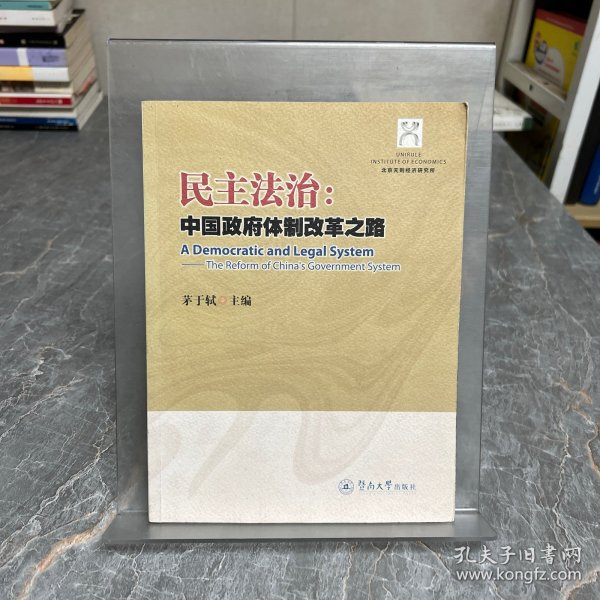 UNIRULE
INSTITUTE OF ECONOMICS
北京天则经济研究所
民主法治：
中国政府体制改革之路
A Democratic and Legal System
——The Reform of China's Government System
茅于轼 主编
暨南大学出版社
孔夫子旧书网
www.kongfz.com